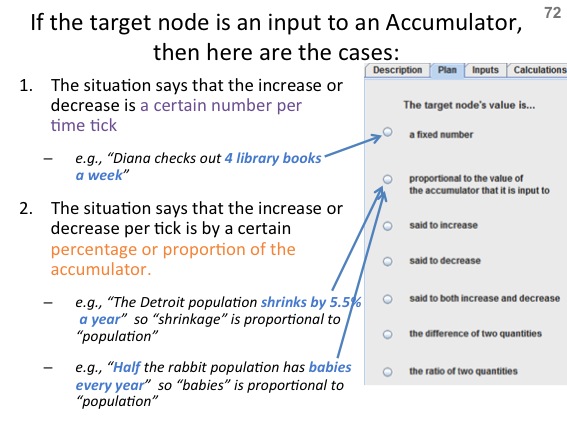 72
If the target node is an input to an Accumulator,
then here are the cases:
1. The situation says that the increase or
decrease is a certain number per
time tick
– e.g., “Diana checks out 4 library books
a week”
2. The situation says that the increase or
decrease per tick is by a certain
percentage or proportion of the
accumulator.
– e.g., “The Detroit population shrinks by 5.5%
a year” so “shrinkage” is proportional to
“population”
– e.g., “Half the rabbit population has babies
every year” so “babies” is proportional to
“population”
Description Plan Inputs Calculations
The target node's value is...
a fixed number
proportional to the value of
the accumulator that it is input to
said to increase
said to decrease
said to both increase and decrease
the difference of two quantities
the ratio of two quantities